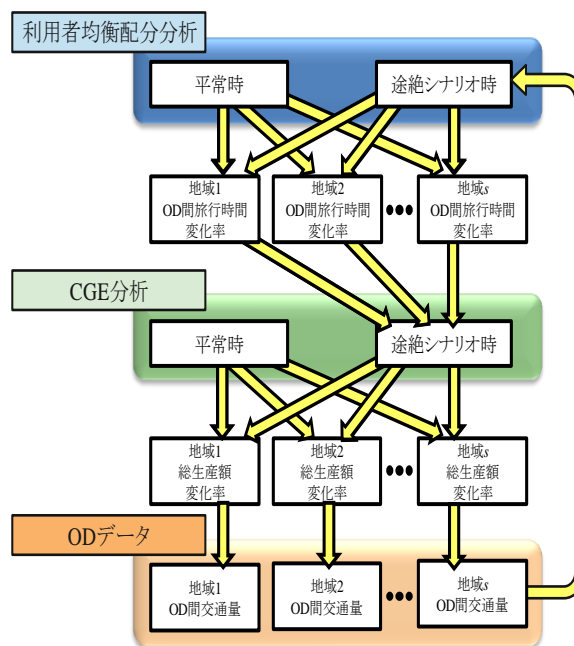 利用者均衡配分分析
平常時
途絶シナリオ時
地域1
OD間旅行時間
変化率
地域2
OD間旅行時間
変化率
地域s
OD間旅行時間
変化率
CGE分析
平常時
途絶シナリオ時
地域1
総生産額
変化率
地域2
総生産額
変化率
地域s
総生産額
変化率
ODデータ
地域1
OD間交通量
地域2
OD間交通量
地域s
OD間交通量